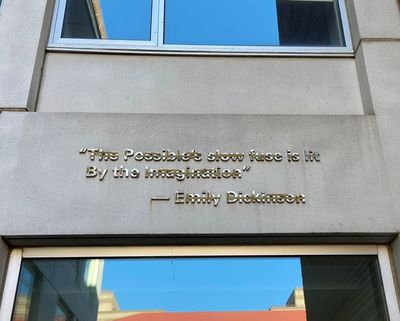 “The Possible’s slow fuse is lit
By the Imagination”
— Emily Dickinson